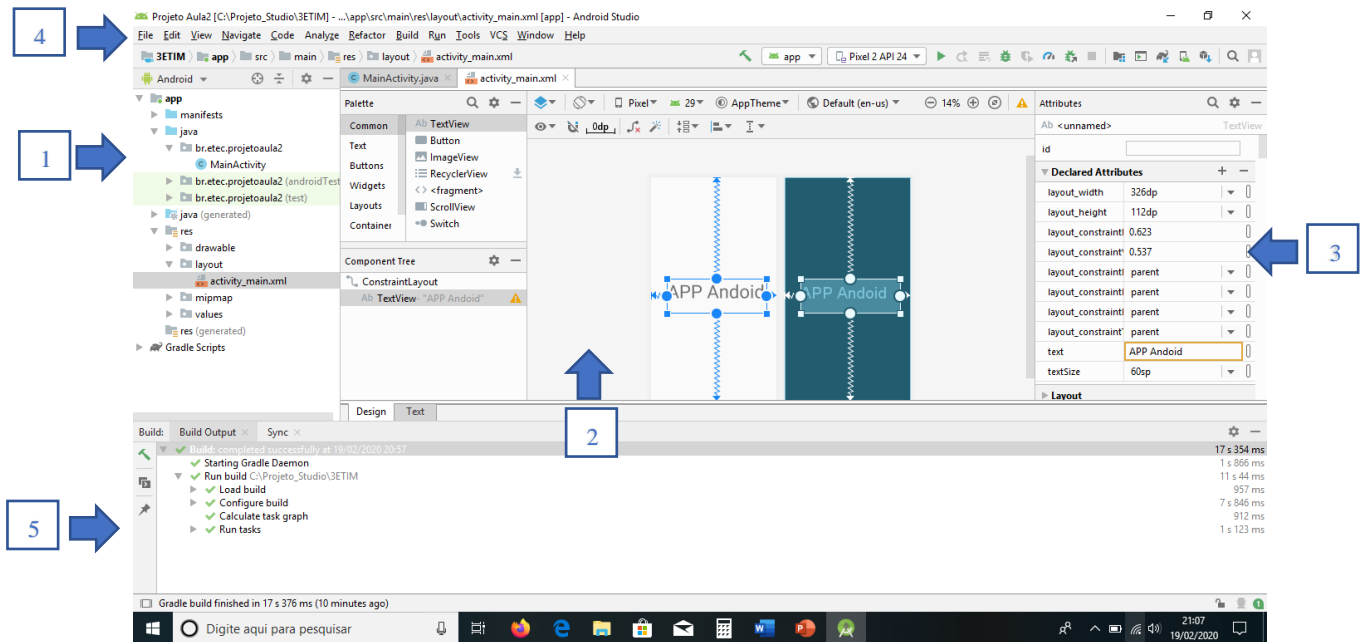 Projeto Aula2 [C:\Projeto_Studio\3ETIM] - ...\app\src\main\res\layout\activity_main.xml [app] - Android Studio
4
File Edit View Navigate Code Analyze Refactor Build Run Tools VCS Window Help
3ETIM app src main res layout activity_main.xml
app Pixel 2 API 24
Android
MainActivity.java activity_main.xml
app
manifests
java
br.etec.projetoaula2
MainActivity
br.etec.projetoaula2 (androidTest
br.etec.projetoaula2 (test)
java (generated)
res
drawable
layout
activity_main.xml
mipmap
values
res (generated)
Gradle Scripts
1
Palette
Common
Text
Buttons
Widgets
Layouts
Container
Ab TextView
Button
ImageView
RecyclerView
<> <fragment>
ScrollView
Switch
Component Tree
ConstraintLayout
Ab TextView- "APP Andoid"
Pixel 29 AppTheme Default (en-us) 14%
0dp
APP Andoid
APP Andoid
2
Design Text
Attributes
Ab <unnamed> TextView
id
Declared Attributes
layout_width 326dp
layout_height 112dp
layout_constraint 0.623
layout_constraint 0.537
layout_constraint parent
layout_constraint parent
layout_constraint parent
layout_constraint parent
text APP Andoid
textSize 60sp
Layout
3
Build: Build Output Sync
Build: completed successfully at 19/02/2020 20:57 17 s 354 ms
Starting Gradle Daemon 1 s 866 ms
Run build C:\Projeto_Studio\3ETIM 11 s 44 ms
Load build 957 ms
Configure build 7 s 846 ms
Calculate task graph 912 ms
Run tasks 1 s 123 ms
5
Gradle build finished in 17 s 376 ms (10 minutes ago)
1
Digite aqui para pesquisar
21:07
19/02/2020